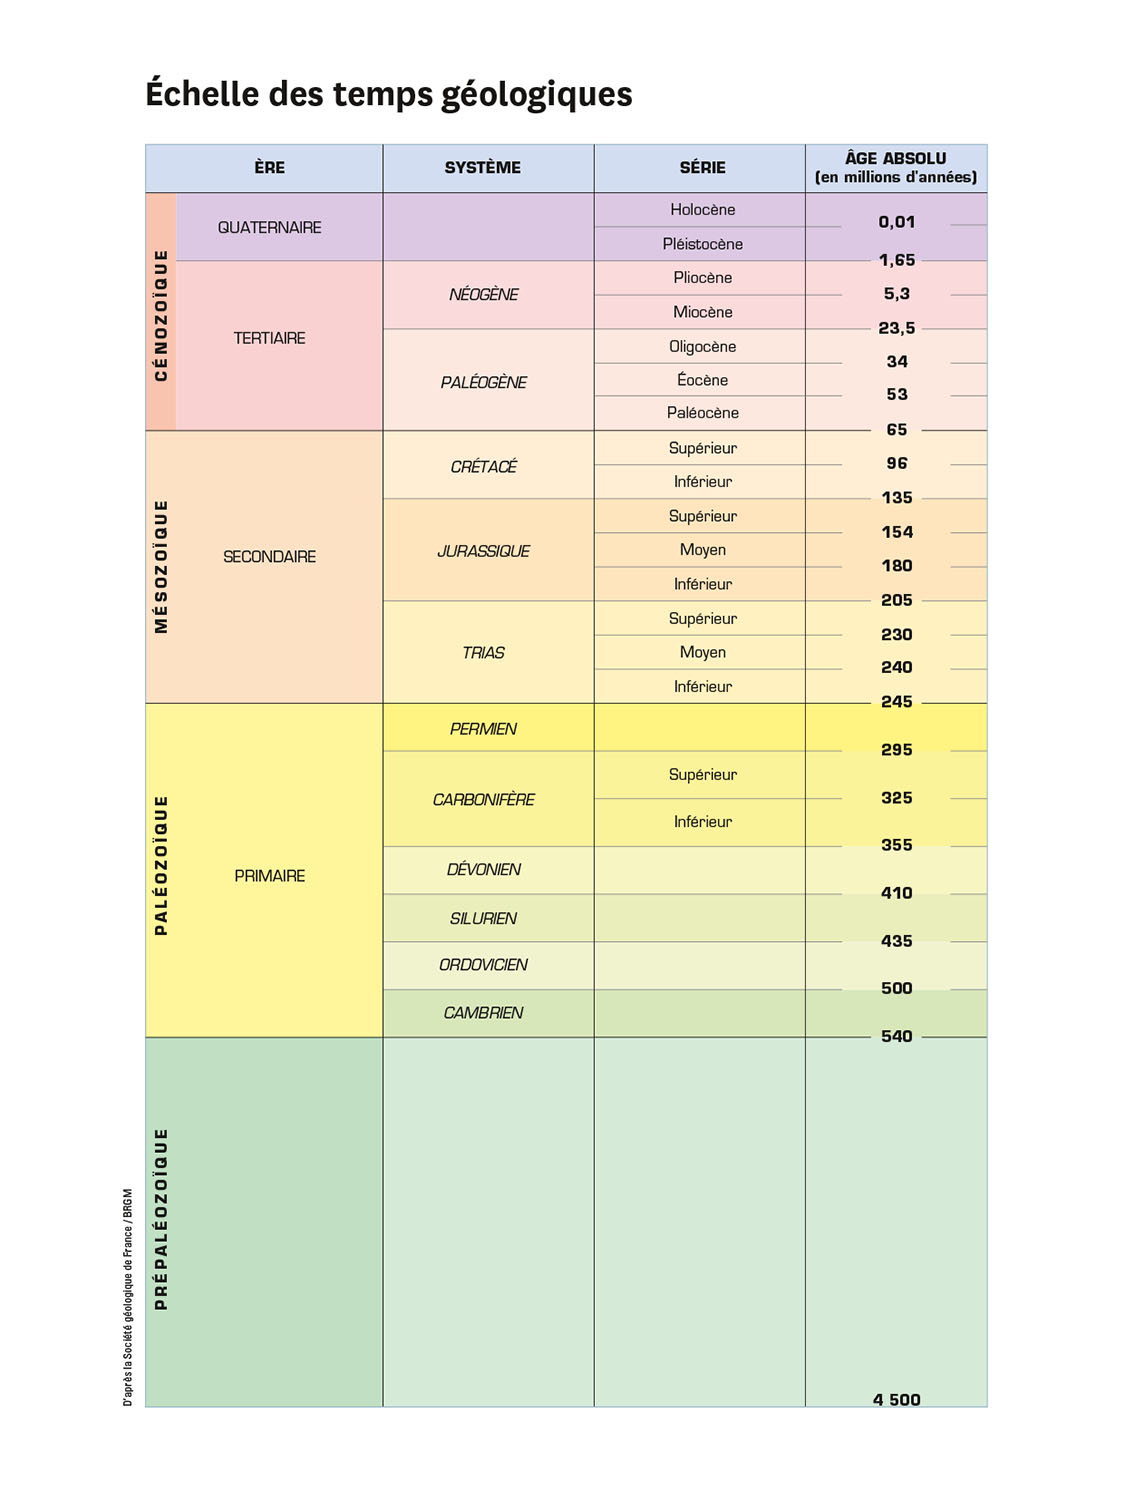 Échelle des temps géologiques
ÈRE
SYSTÈME
SÉRIE
ÂGE ABSOLU
(en millions d'années)
CÉNOZOÏQUE
QUATERNAIRE
Holocène
0,01
Pléistocène
1,65
TERTIAIRE
NÉOGÈNE
Pliocène
5,3
Miocène
23,5
PALÉOGÈNE
Oligocène
34
Éocène
53
Paléocène
65
MÉSOZOÏQUE
SECONDAIRE
CRÉTACÉ
Supérieur
96
Inférieur
135
JURASSIQUE
Supérieur
154
Moyen
180
Inférieur
205
TRIAS
Supérieur
230
Moyen
240
Inférieur
245
PALÉOZOÏQUE
PRIMAIRE
PERMIEN
295
CARBONIFÈRE
Supérieur
325
Inférieur
355
DÉVONIEN
410
SILURIEN
435
ORDOVICIEN
500
CAMBRIEN
540
PRÉPALÉOZOÏQUE
4 500
D'après la Société géologique de France / BRGM